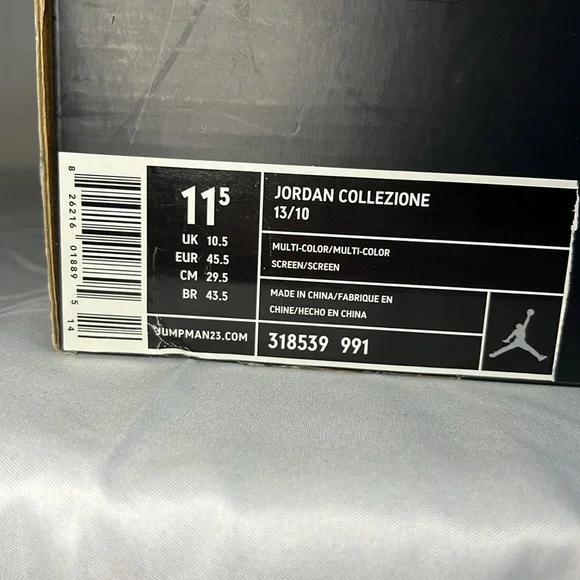 8
26216
01889
5
14
11⁵
UK 10.5
EUR 45.5
CM 29.5
BR 43.5
JUMPMAN23.COM
JORDAN COLLEZIONE
13/10
MULTI-COLOR/MULTI-COLOR
SCREEN/SCREEN
MADE IN CHINA/FABRIQUE EN
CHINE/HECHO EN CHINA
318539 991